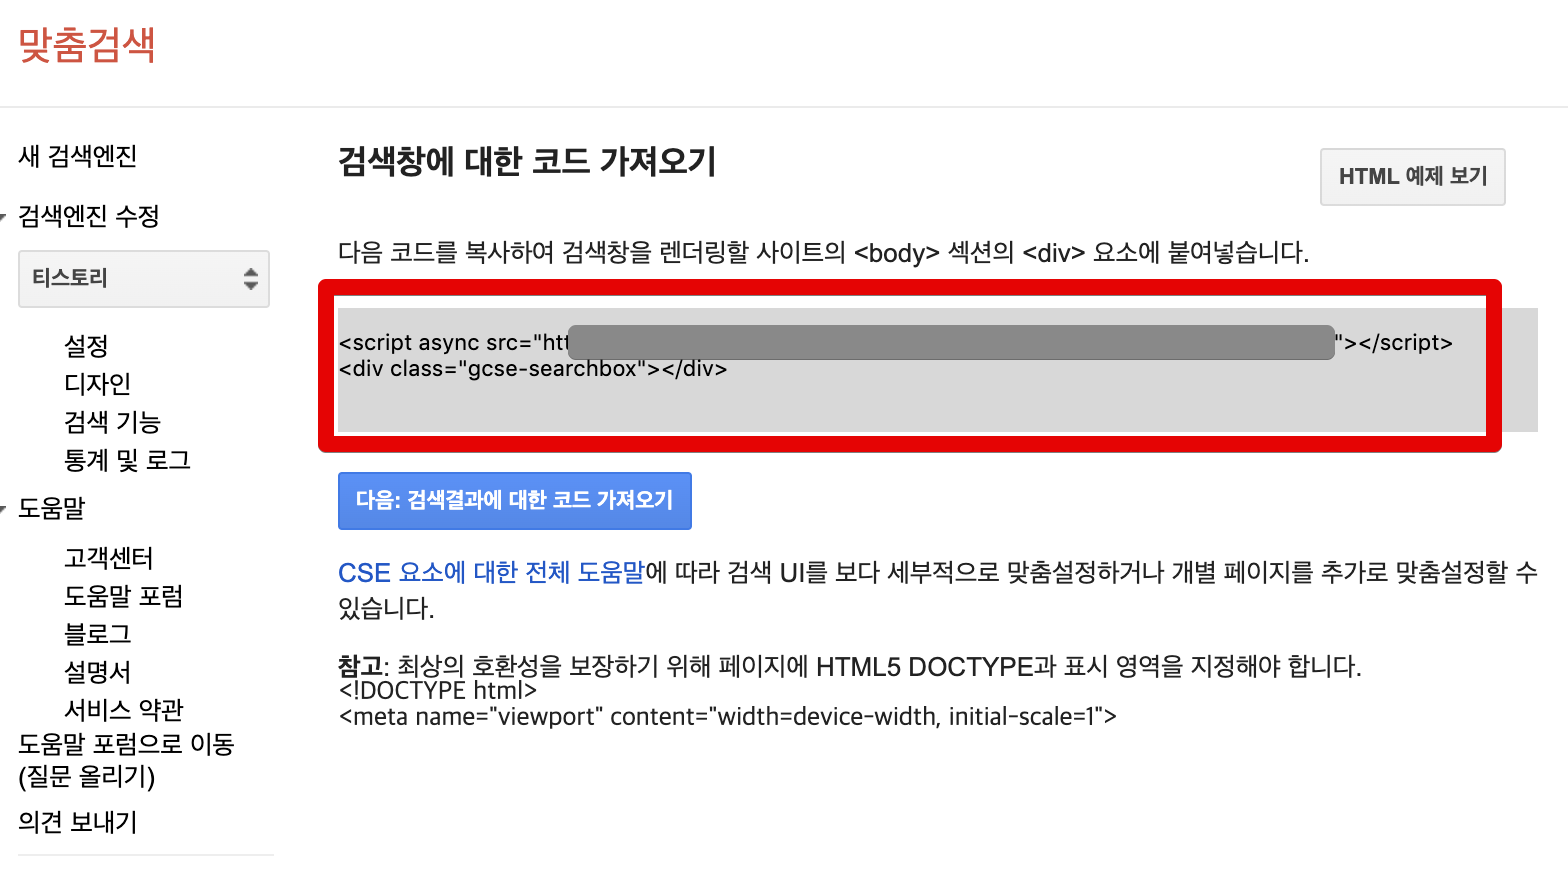 맞춤검색
새 검색엔진
검색엔진 수정
티스토리
설정
디자인
검색 기능
통계 및 로그
도움말
고객센터
도움말 포럼
블로그
설명서
서비스 약관
도움말 포럼으로 이동
(질문 올리기)
의견 보내기
검색창에 대한 코드 가져오기
HTML 예제 보기
다음 코드를 복사하여 검색창을 렌더링할 사이트의 <body> 섹션의 <div> 요소에 붙여넣습니다.
<script async src="htt "></script>
<div class="gcse-searchbox"></div>
다음: 검색결과에 대한 코드 가져오기
CSE 요소에 대한 전체 도움말에 따라 검색 UI를 보다 세부적으로 맞춤설정하거나 개별 페이지를 추가로 맞춤설정할 수
있습니다.
참고: 최상의 호환성을 보장하기 위해 페이지에 HTML5 DOCTYPE과 표시 영역을 지정해야 합니다.
<!DOCTYPE html>
<meta name="viewport" content="width=device-width, initial-scale=1">